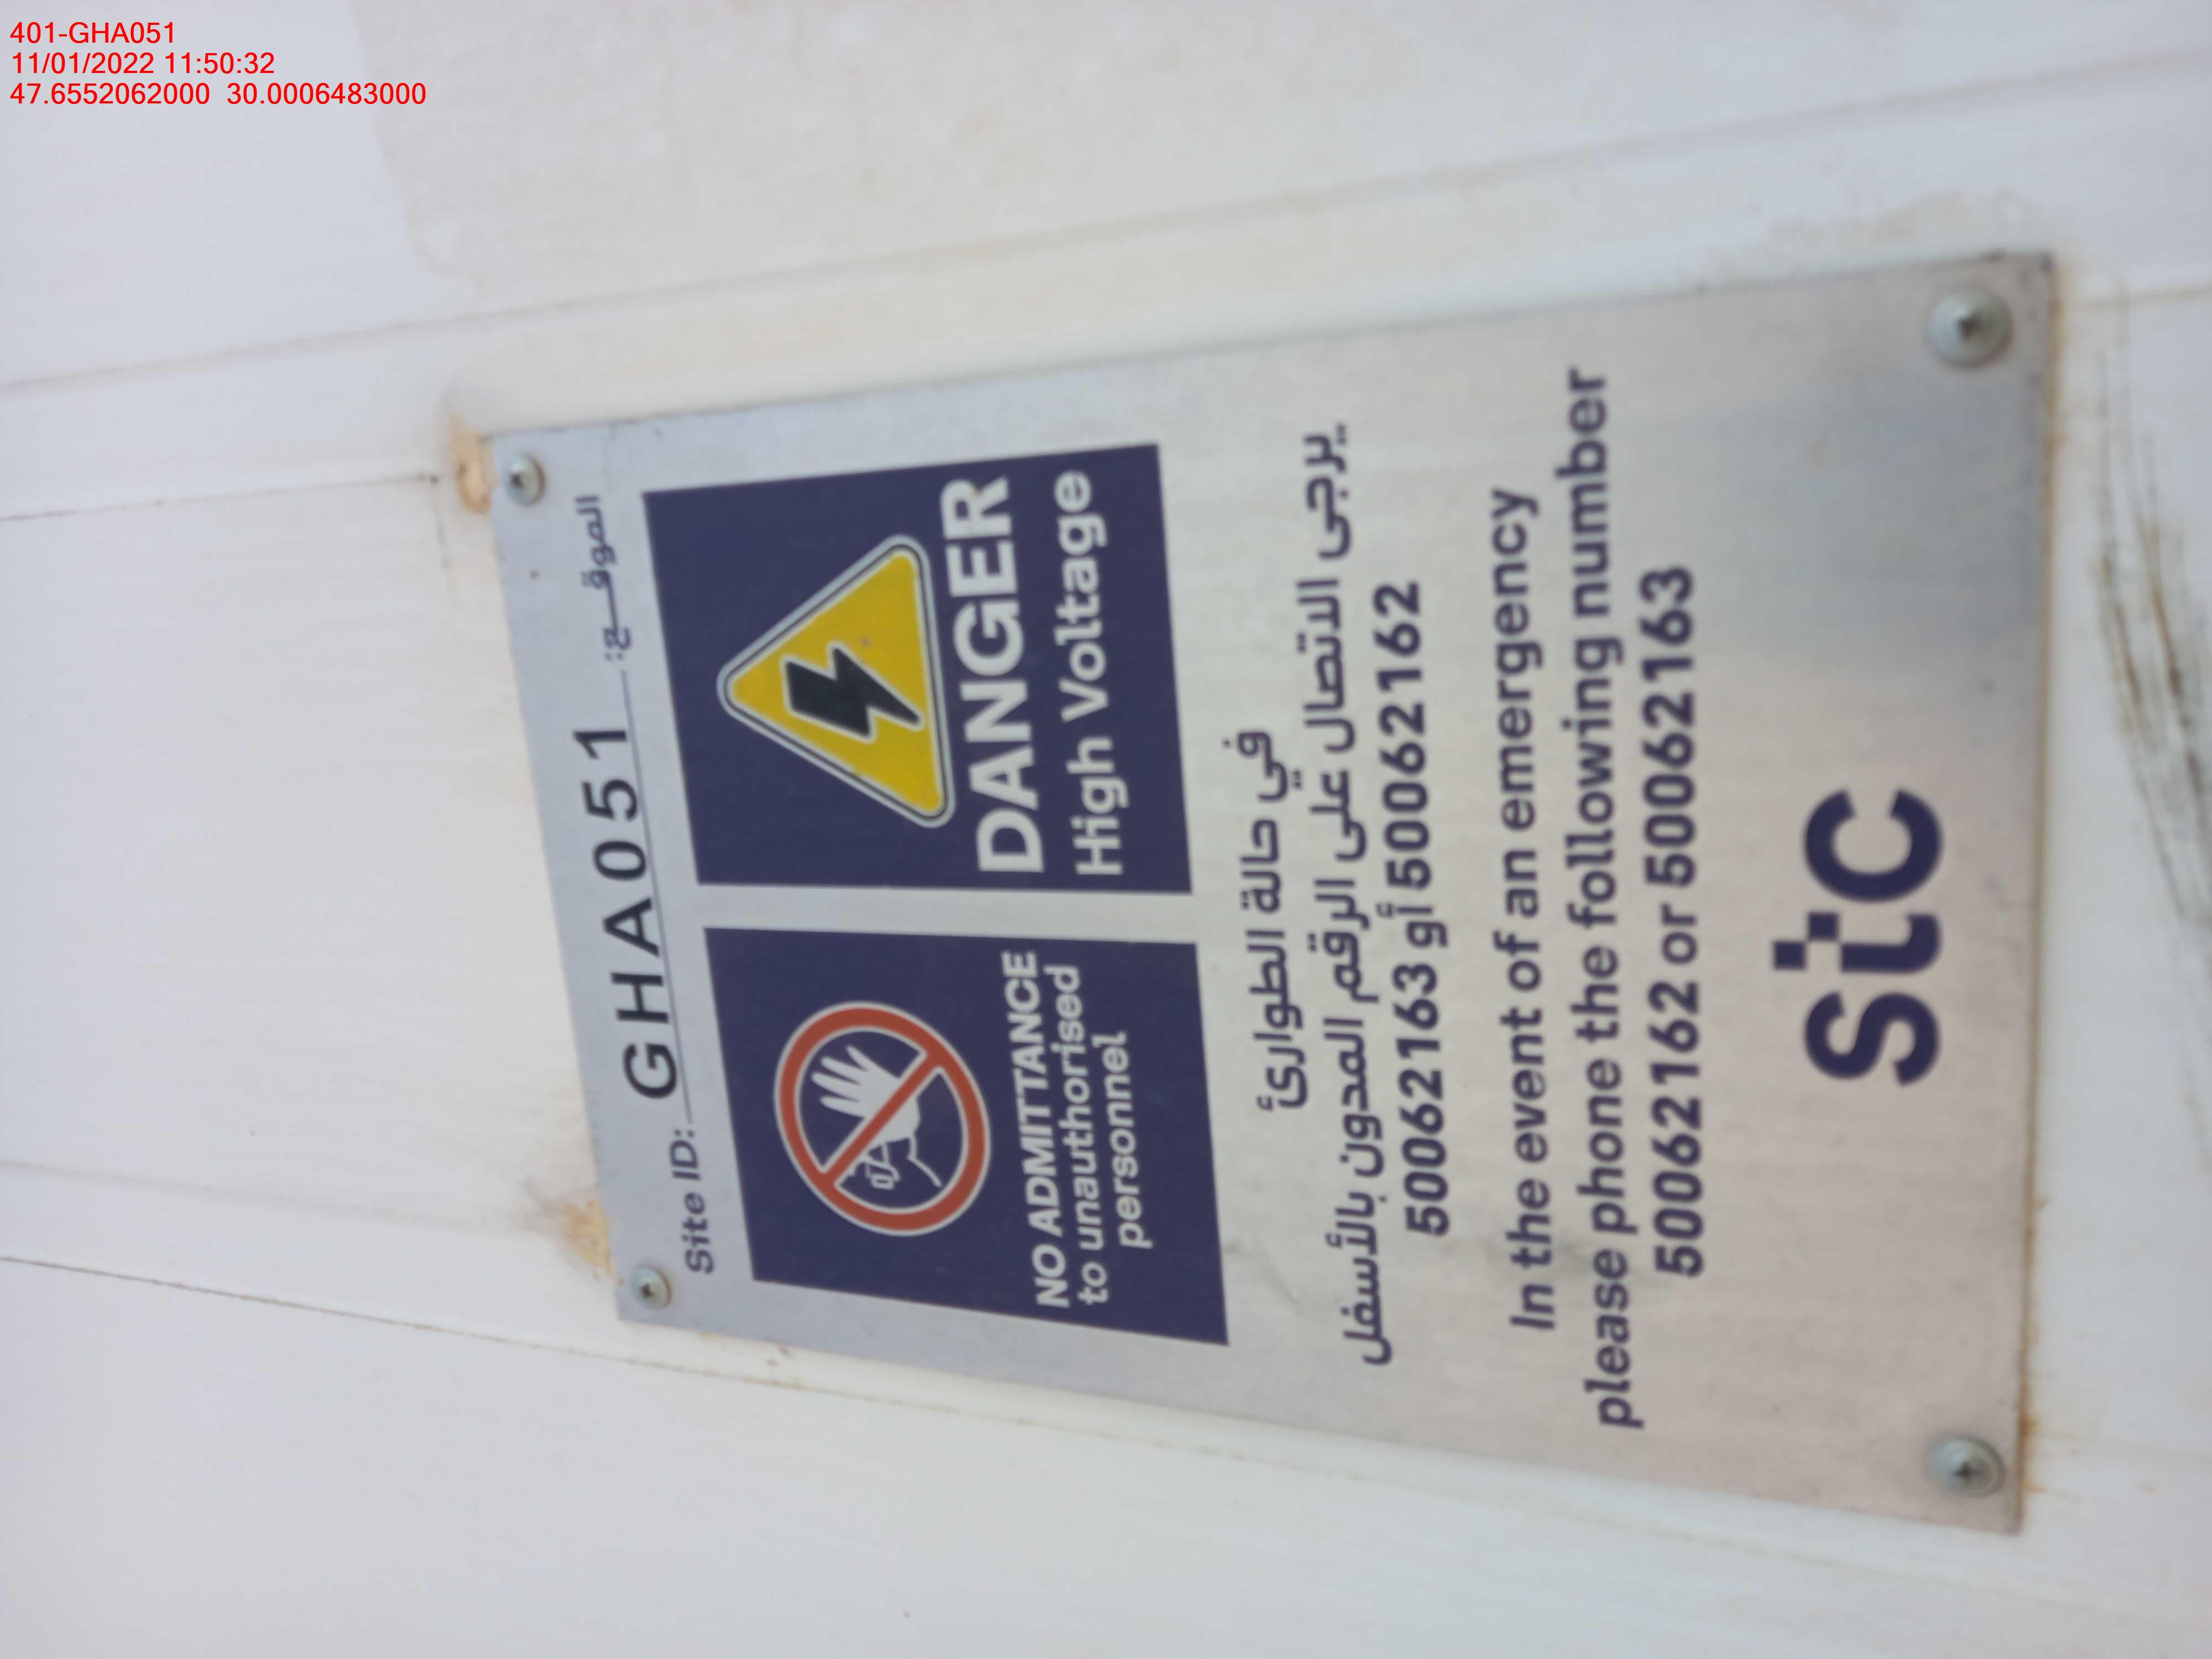 401-GHA051
11/01/2022 11:50:32
47.6552062000 30.0006483000
Site ID: GHA051 الموقـــع:
NO ADMITTANCE
to unauthorised
personnel
DANGER
High Voltage
في حالة الطوارئ
يرجى الاتصال على الرقم المدون بالأسفل
50062162 أو 50062163
In the event of an emergency
please phone the following number
50062162 or 50062163
stc